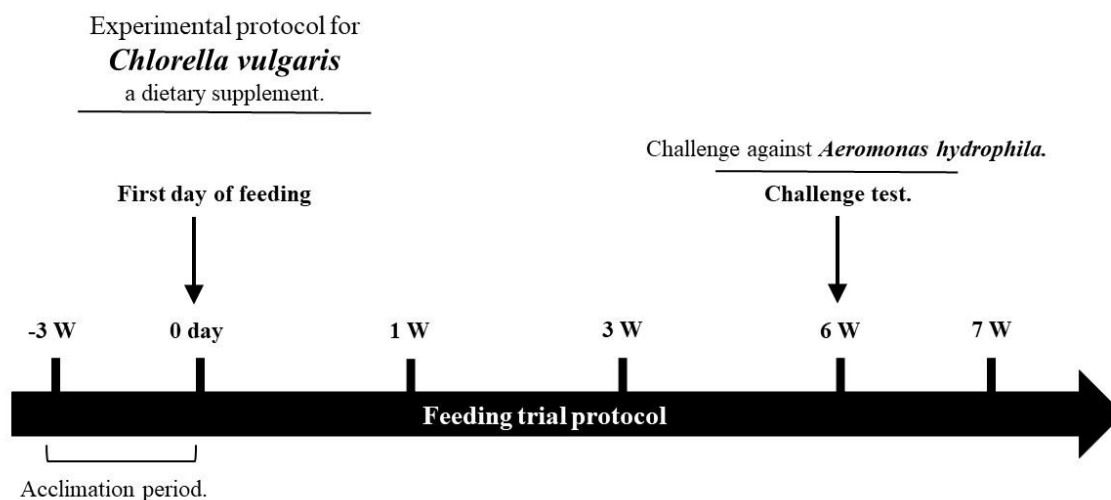 Experimental protocol for
Chlorella vulgaris
a dietary supplement.
Challenge against Aeromonas hydrophila.
First day of feeding
Challenge test.
-3 W
0 day
1 W
3 W
6 W
7 W
Feeding trial protocol
Acclimation period.